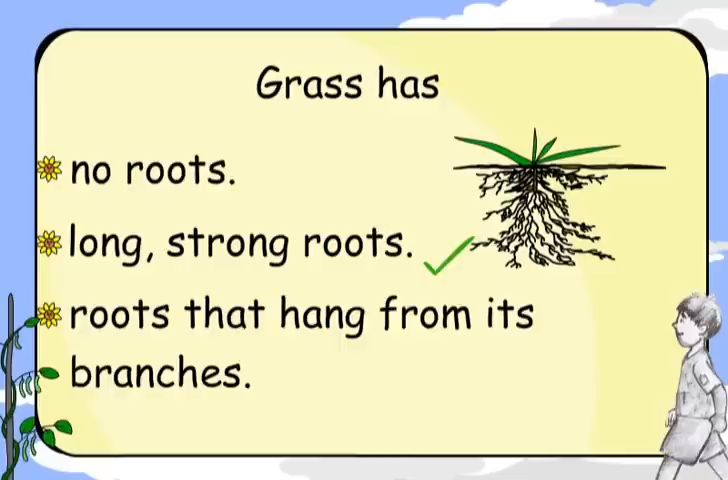 Grass has
no roots.
long, strong roots.
roots that hang from its
branches.